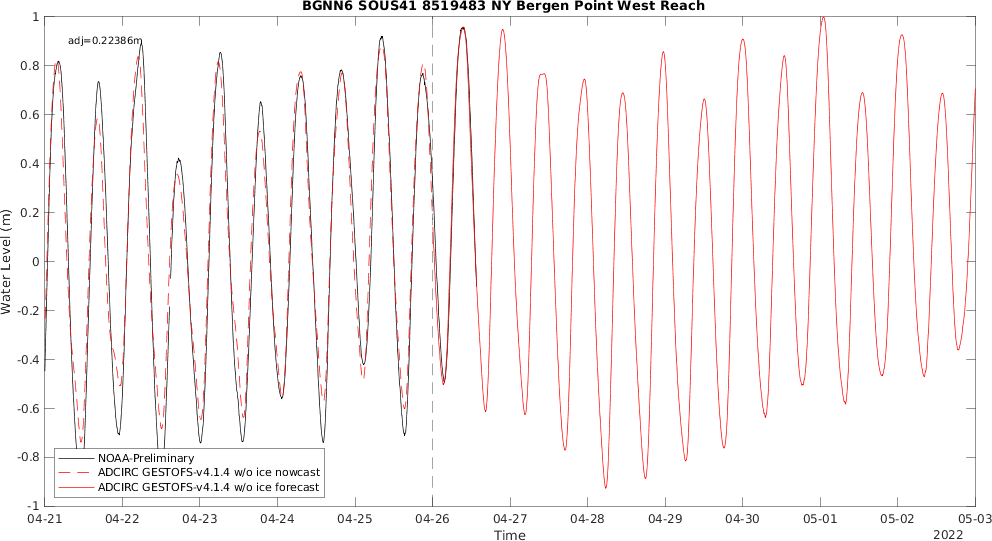 BGNN6 SOUS41 8519483 NY Bergen Point West Reach
1
adj=0.22386m
0.8
0.6
0.4
0.2
0
-0.2
-0.4
-0.6
-0.8
-1
Water Level (m)
NOAA-Preliminary
ADCIRC GESTOFS-v4.1.4 w/o ice nowcast
ADCIRC GESTOFS-v4.1.4 w/o ice forecast
04-21 04-22 04-23 04-24 04-25 04-26 04-27 04-28 04-29 04-30 05-01 05-02 05-03
Time
2022